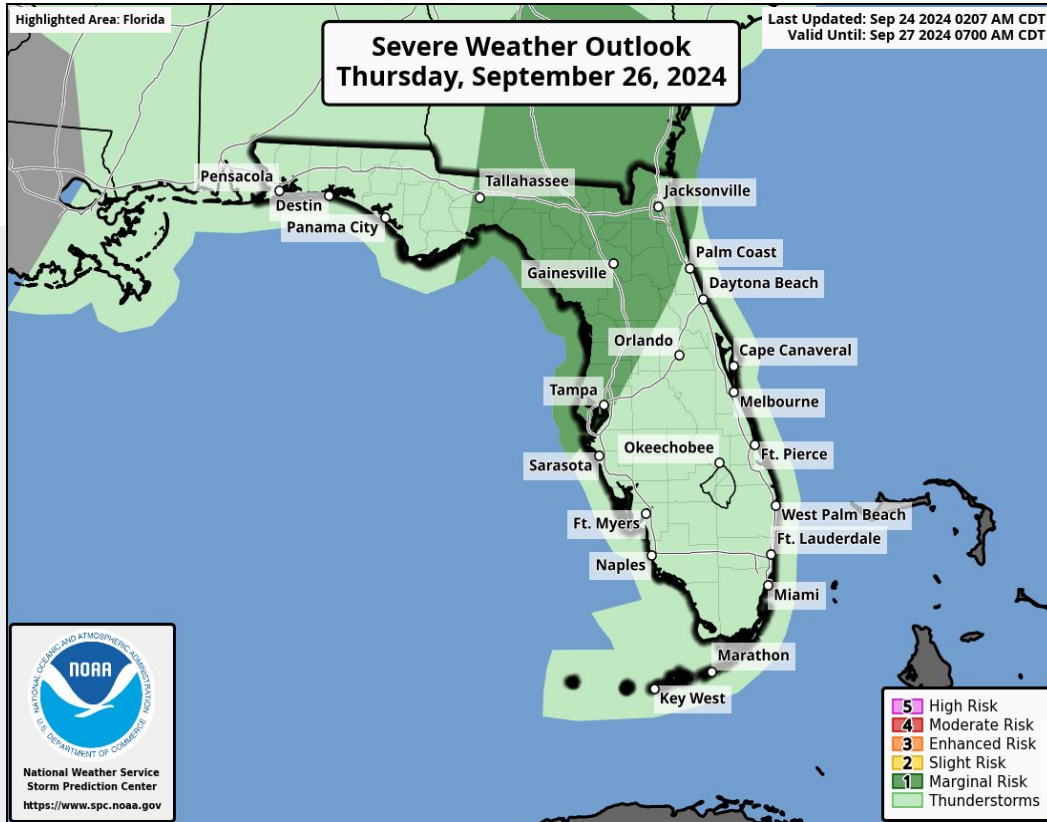 Highlighted Area: Florida
Last Updated: Sep 24 2024 0207 AM CDT
Valid Until: Sep 27 2024 0700 AM CDT
Severe Weather Outlook
Thursday, September 26, 2024
Pensacola
Destin
Panama City
Tallahassee
Jacksonville
Palm Coast
Gainesville
Daytona Beach
Orlando
Cape Canaveral
Tampa
Melbourne
Okeechobee
Ft. Pierce
Sarasota
West Palm Beach
Ft. Myers
Ft. Lauderdale
Naples
Miami
Marathon
Key West
NATIONAL OCEANIC AND ATMOSPHERIC ADMINISTRATION
NOAA
U.S. DEPARTMENT OF COMMERCE
National Weather Service
Storm Prediction Center
https://www.spc.noaa.gov
5 High Risk
4 Moderate Risk
3 Enhanced Risk
2 Slight Risk
1 Marginal Risk
Thunderstorms